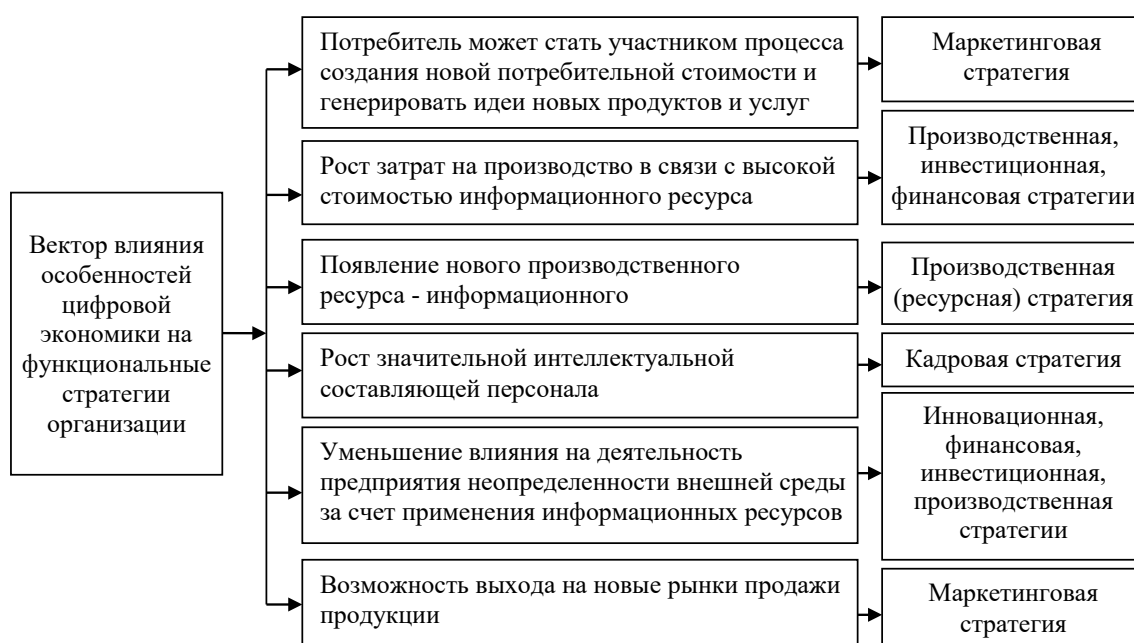 Вектор влияния
особенностей
цифровой
экономики на
функциональные
стратегии
организации
Потребитель может стать участником процесса
создания новой потребительной стоимости и
генерировать идеи новых продуктов и услуг
Маркетинговая
стратегия
Рост затрат на производство в связи с высокой
стоимостью информационного ресурса
Производственная,
инвестиционная,
финансовая стратегии
Появление нового производственного
ресурса - информационного
Производственная
(ресурсная) стратегия
Рост значительной интеллектуальной
составляющей персонала
Кадровая стратегия
Уменьшение влияния на деятельность
предприятия неопределенности внешней среды
за счет применения информационных ресурсов
Инновационная,
финансовая,
инвестиционная,
производственная
стратегии
Возможность выхода на новые рынки продажи
продукции
Маркетинговая
стратегия